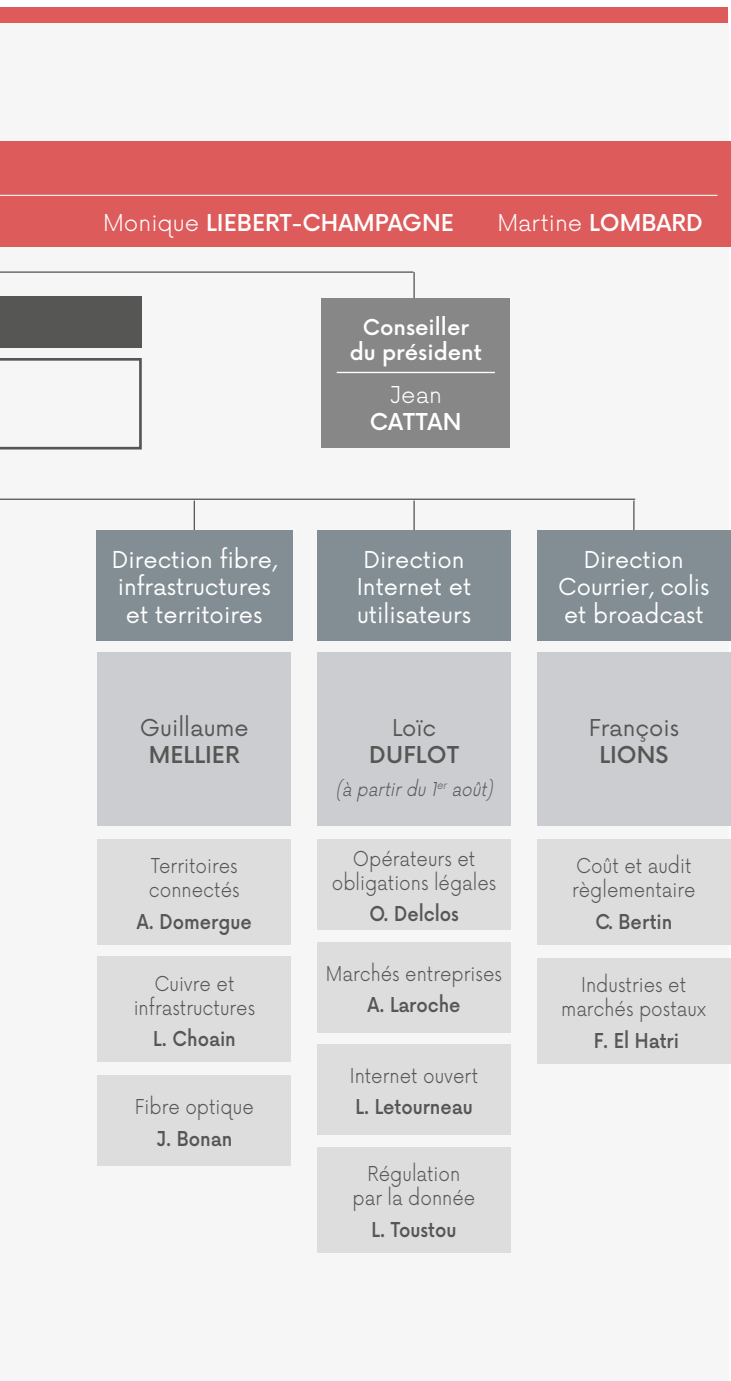 Monique LIEBERT-CHAMPAGNE
Martine LOMBARD
Conseiller
du président
Jean
CATTAN
Direction fibre,
infrastructures
et territoires
Guillaume
MELLIER
Territoires
connectés
A. Domergue
Cuivre et
infrastructures
L. Choain
Fibre optique
J. Bonan
Direction
Internet et
utilisateurs
Loïc
DUFLOT
(à partir du 1er août)
Opérateurs et
obligations légales
O. Delclos
Marchés entreprises
A. Laroche
Internet ouvert
L. Letourneau
Régulation
par la donnée
L. Toustou
Direction
Courrier, colis
et broadcast
François
LIONS
Coût et audit
règlementaire
C. Bertin
Industries et
marchés postaux
F. El Hatri